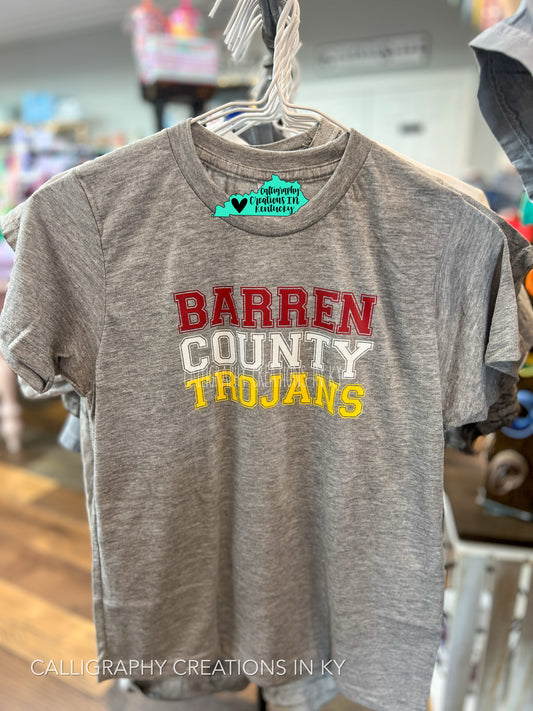 Calligraphy
Creations IN
Kentucky
BARREN
COUNTY
TROJANS
CALLIGRAPHY CREATIONS IN KY